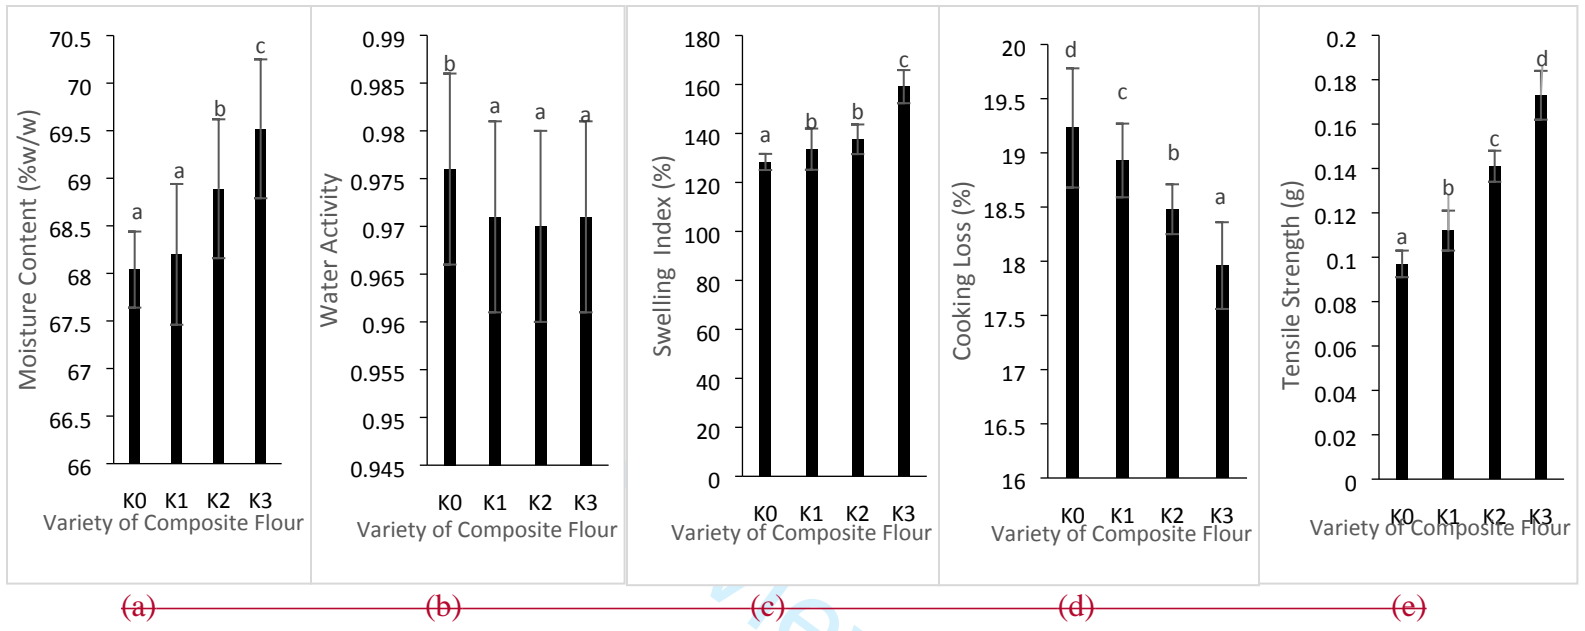 70.5
70
69.5
69
68.5
68
67.5
67
66.5
66
Moisture Content (%w/w)
a
a
b
c
K0 K1 K2 K3
Variety of Composite Flour
0.99
0.985
0.98
0.975
0.97
0.965
0.96
0.955
0.95
0.945
Water Activity
b
a
a
a
K0 K1 K2 K3
Variety of Composite Flour
180
160
140
120
100
80
60
40
20
0
Swelling Index (%)
a
b
b
c
K0 K1 K2 K3
Variety of Composite Flour
20
19.5
19
18.5
18
17.5
17
16.5
16
Cooking Loss (%)
d
c
b
a
K0 K1 K2 K3
Variety of Composite Flour
0.2
0.18
0.16
0.14
0.12
0.1
0.08
0.06
0.04
0.02
0
Tensile Strength (g)
a
b
c
d
K0 K1 K2 K3
Variety of Composite Flour
(a) (b) (c) (d) (e)